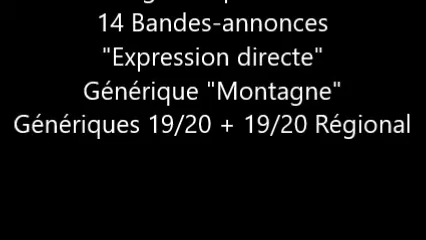 14 Bandes-annonces
"Expression directe"
Générique "Montagne"
Génériques 19/20 + 19/20 Régional